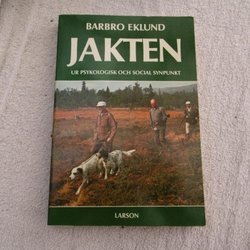 BARBRO EKLUND
JAKTEN
UR PSYKOLOGISK OCH SOCIAL SYNPUNKT
LARSON